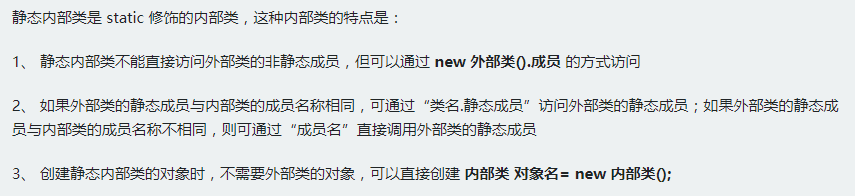 静态内部类是 static 修饰的内部类，这种内部类的特点是：
1、 静态内部类不能直接访问外部类的非静态成员，但可以通过 new 外部类().成员 的方式访问
2、 如果外部类的静态成员与内部类的成员名称相同，可通过“类名.静态成员”访问外部类的静态成员；如果外部类的静态成
员与内部类的成员名称不相同，则可通过“成员名”直接调用外部类的静态成员
3、 创建静态内部类的对象时，不需要外部类的对象，可以直接创建 内部类 对象名= new 内部类();